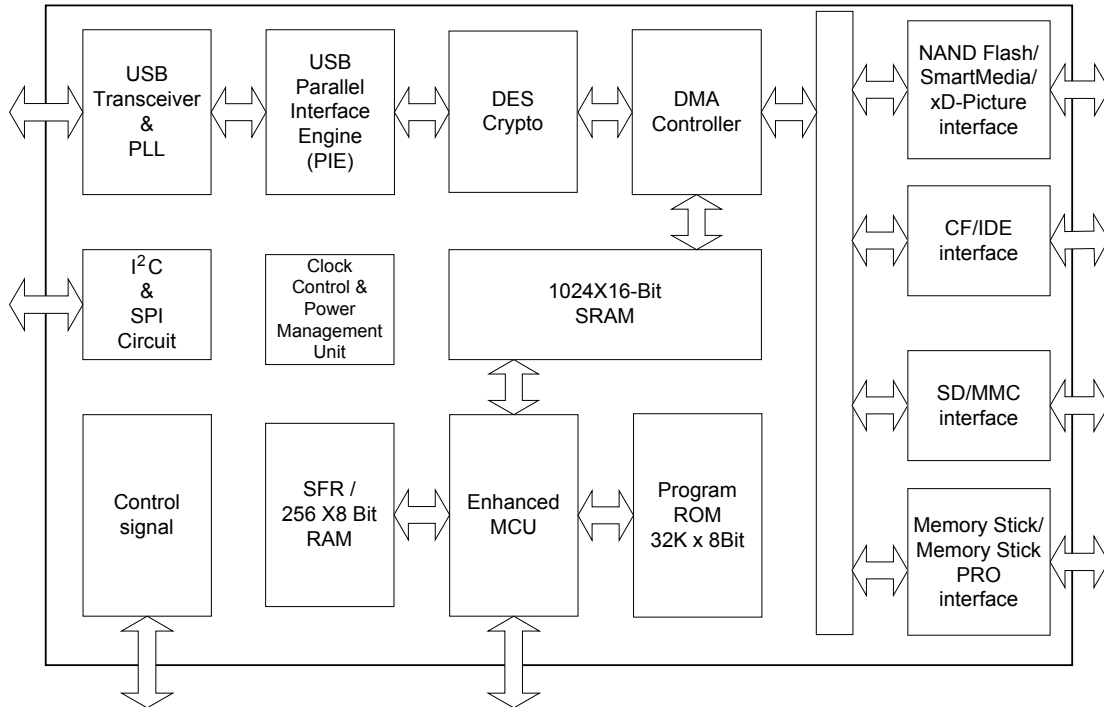 USB
Transceiver
&
PLL
USB
Parallel
Interface
Engine
(PIE)
DES
Crypto
DMA
Controller
NAND Flash/
SmartMedia/
xD-Picture
interface
CF/IDE
interface
I²C
&
SPI
Circuit
Clock
Control &
Power
Management
Unit
1024X16-Bit
SRAM
SD/MMC
interface
Control
signal
SFR /
256 X8 Bit
RAM
Enhanced
MCU
Program
ROM
32K x 8Bit
Memory Stick/
Memory Stick
PRO
interface